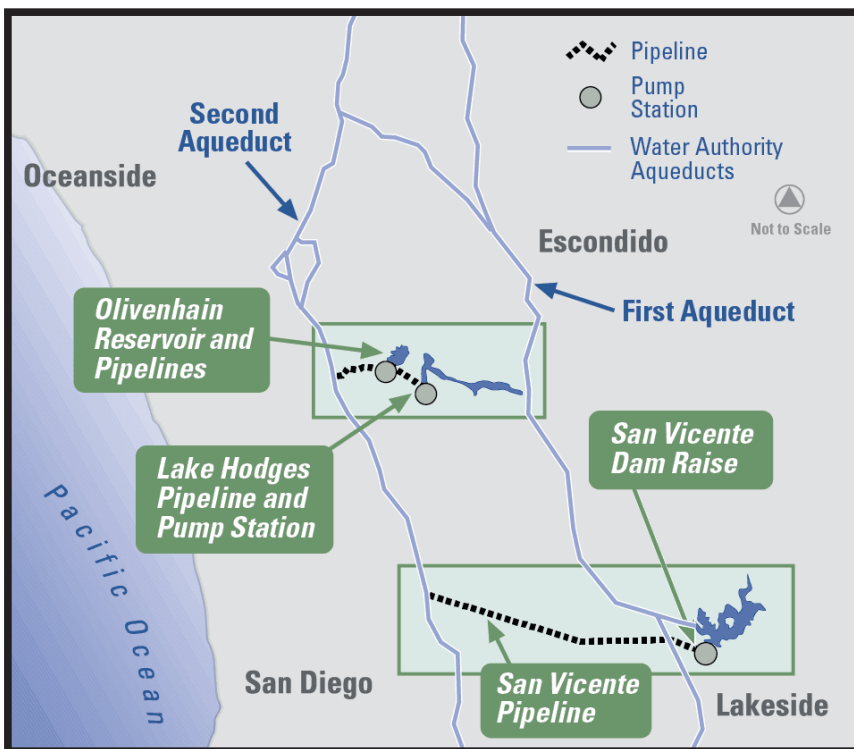 Pipeline
Pump
Station
Water Authority
Aqueducts
Not to Scale
Second
Aqueduct
Oceanside
Escondido
First Aqueduct
Olivenhain
Reservoir and
Pipelines
Lake Hodges
Pipeline and
Pump Station
San Vicente
Dam Raise
Pacific Ocean
San Diego
San Vicente
Pipeline
Lakeside